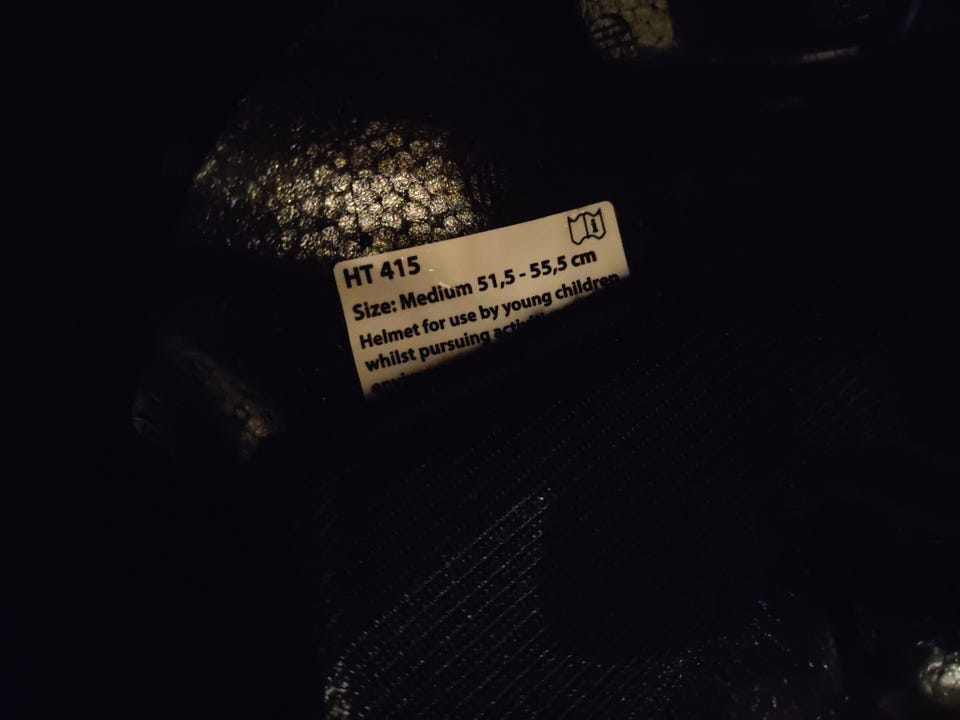 HT 415
Size: Medium 51,5 - 55,5 cm
Helmet for use by young children
whilst pursuing